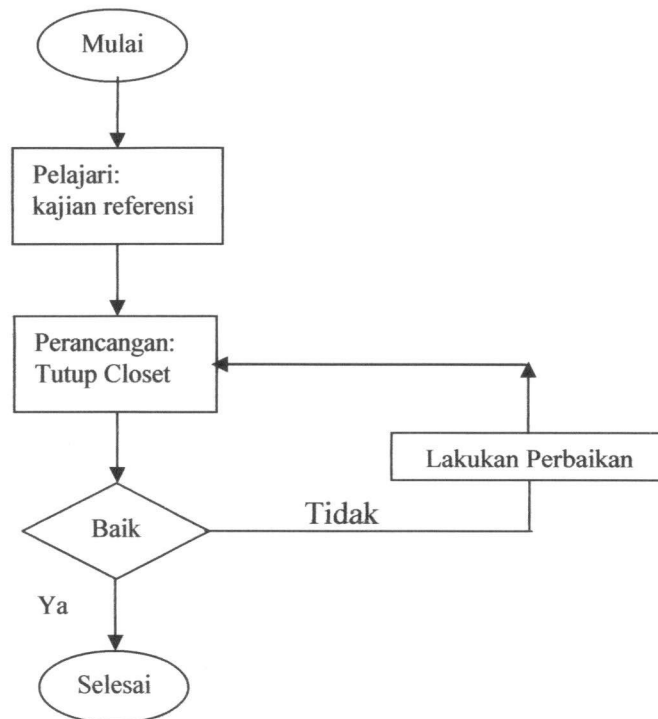 Mulai
Pelajari:
kajian referensi
Perancangan:
Tutup Closet
Lakukan Perbaikan
Baik
Tidak
Ya
Selesai